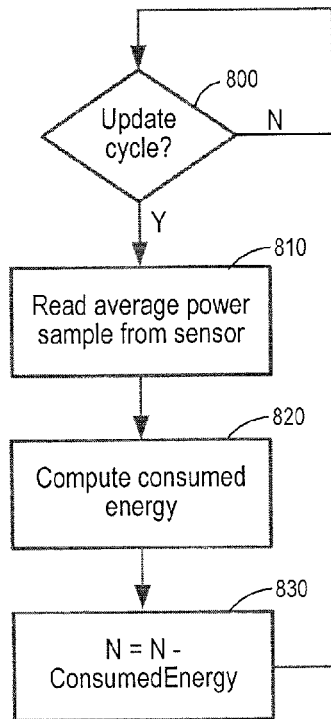 800
Update
cycle?
N
Y
810
Read average power
sample from sensor
820
Compute consumed
energy
830
N = N -
ConsumedEnergy